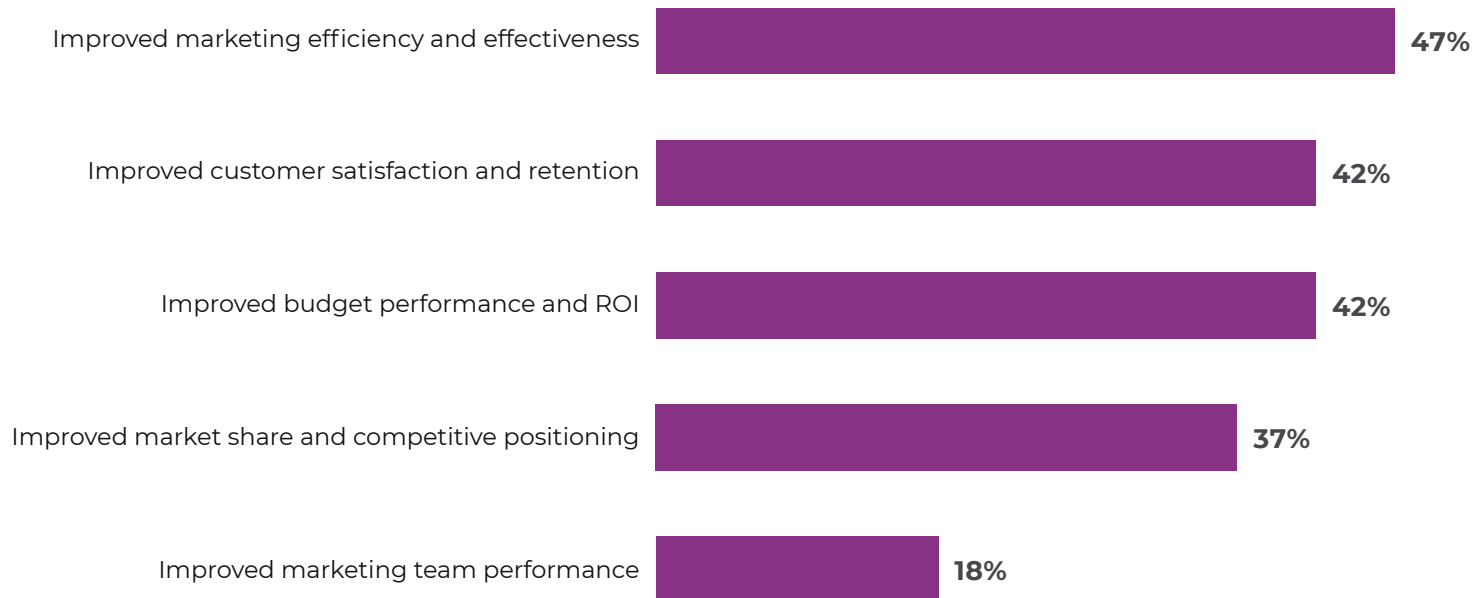 Improved marketing efficiency and effectiveness 47%
Improved customer satisfaction and retention 42%
Improved budget performance and ROI 42%
Improved market share and competitive positioning 37%
Improved marketing team performance 18%